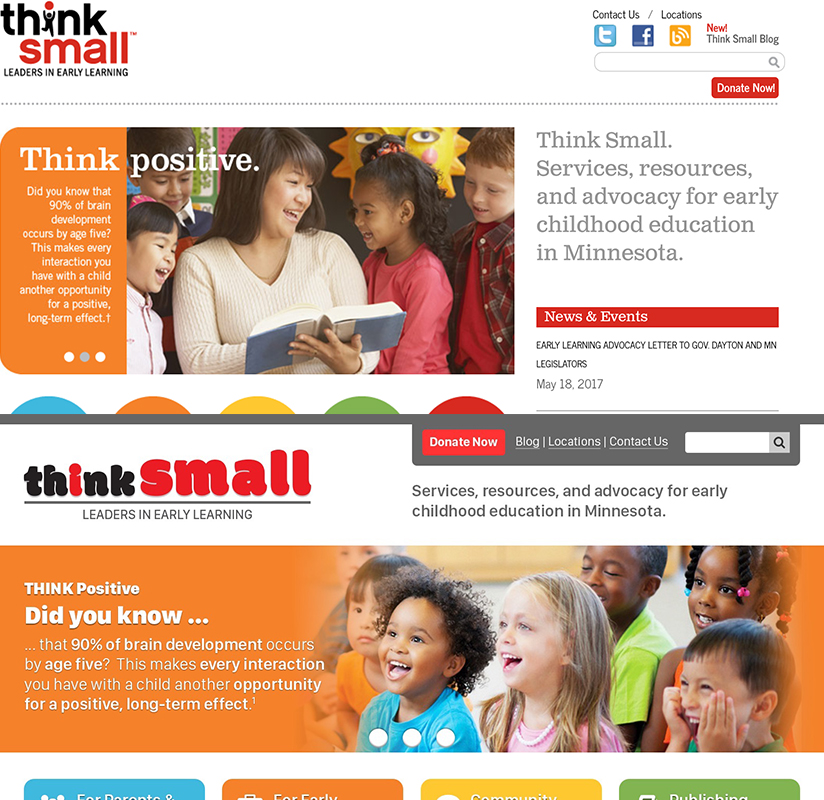 think
small™
LEADERS IN EARLY LEARNING
Contact Us / Locations
New!
Think Small Blog
Donate Now!
Think positive.
Did you know that
90% of brain
development
occurs by age five?
This makes every
interaction you
have with a child
another opportunity
for a positive,
long-term effect.†
Think Small.
Services, resources,
and advocacy for early
childhood education
in Minnesota.
News & Events
EARLY LEARNING ADVOCACY LETTER TO GOV. DAYTON AND MN
LEGISLATORS
May 18, 2017
Donate Now Blog | Locations | Contact Us
thinksmall
LEADERS IN EARLY LEARNING
Services, resources, and advocacy for early
childhood education in Minnesota.
THINK Positive
Did you know ...
... that 90% of brain development occurs
by age five? This makes every interaction
you have with a child another opportunity
for a positive, long-term effect.1
For Parents &
For Early
Community
Publishing